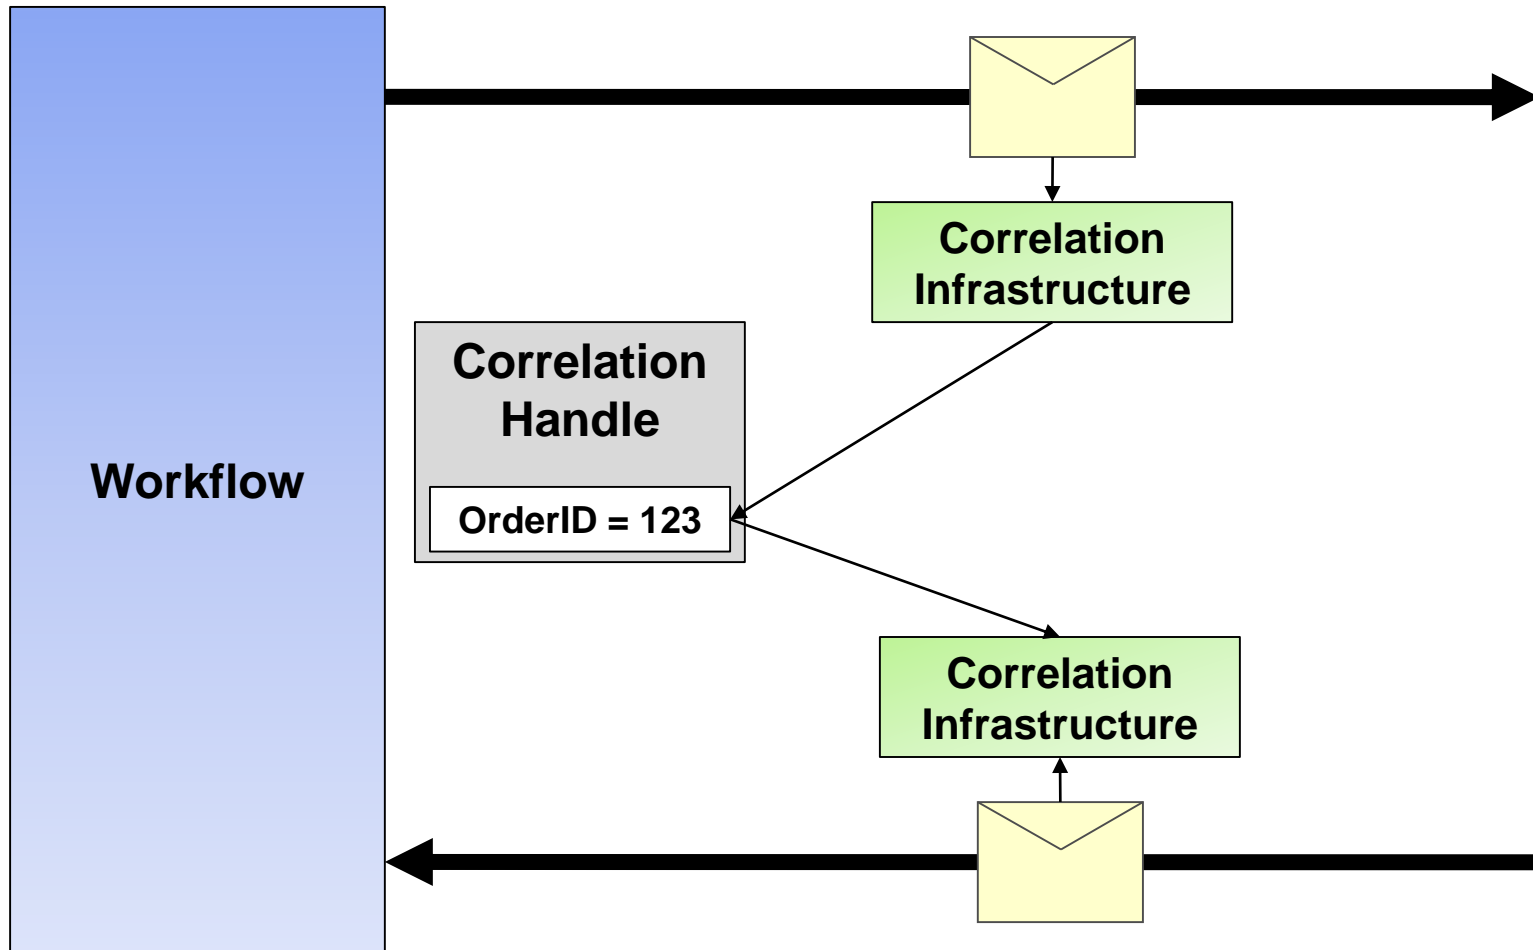 Correlation
Infrastructure
Correlation
Handle
Workflow
OrderID = 123
Correlation
Infrastructure